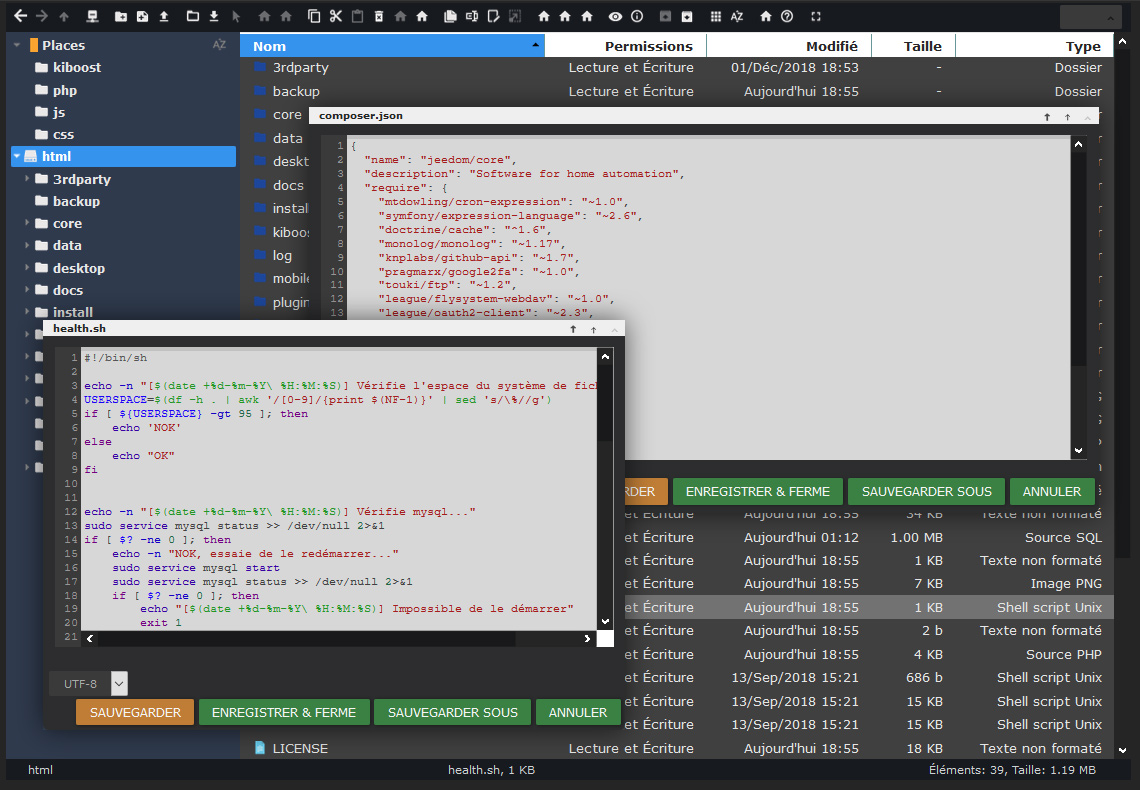 Places
kiboost
php
js
css
html
3rdparty
backup
core
data
desktop
docs
install
Nom Permissions Modifié Taille Type
3rdparty Lecture et Écriture 01/Déc/2018 18:53 - Dossier
backup Lecture et Écriture Aujourd'hui 18:55 - Dossier
core
data
deskt
docs
install
kiboos
log
mobile
plugin
composer.json
1 {
2 "name": "jeedom/core",
3 "description": "Software for home automation",
4 "require": {
5 "mtdowling/cron-expression": "~1.0",
6 "symfony/expression-language": "~2.6",
7 "doctrine/cache": "^1.6",
8 "monolog/monolog": "~1.17",
9 "knplabs/github-api": "~1.7",
10 "pragmarx/google2fa": "~1.0",
11 "touki/ftp": "~1.2",
12 "league/flysystem-webdav": "~1.0",
13 "league/oauth2-client": "~2.3",
RDER ENREGISTRER & FERME SAUVEGARDER SOUS ANNULER
health.sh
1 #!/bin/sh
2
3 echo -n "[$(date +%d-%m-%Y\ %H:%M:%S)] Vérifie l'espace du système de fich
4 USERSPACE=$(df -h . | awk '/[0-9]/{print $(NF-1)}' | sed 's/\%//g')
5 if [ ${USERSPACE} -gt 95 ]; then
6 echo 'NOK'
7 else
8 echo "OK"
9 fi
10
11
12 echo -n "[$(date +%d-%m-%Y\ %H:%M:%S)] Vérifie mysql..."
13 sudo service mysql status >> /dev/null 2>&1
14 if [ $? -ne 0 ]; then
15 echo -n "NOK, essaie de le redémarrer..."
16 sudo service mysql start
17 sudo service mysql status >> /dev/null 2>&1
18 if [ $? -ne 0 ]; then
19 echo "[$(date +%d-%m-%Y\ %H:%M:%S)] Impossible de le démarrer"
20 exit 1
21
UTF-8
SAUVEGARDER ENREGISTRER & FERME SAUVEGARDER SOUS ANNULER
et Écriture Aujourd'hui 18:55 34 KB Texte non formaté
et Écriture Aujourd'hui 01:12 1.00 MB Source SQL
et Écriture Aujourd'hui 18:55 1 KB Texte non formaté
et Écriture Aujourd'hui 18:55 7 KB Image PNG
et Écriture Aujourd'hui 18:55 1 KB Shell script Unix
et Écriture Aujourd'hui 18:55 2 b Texte non formaté
et Écriture Aujourd'hui 18:55 4 KB Source PHP
et Écriture 13/Sep/2018 15:21 686 b Shell script Unix
et Écriture 13/Sep/2018 15:21 15 KB Shell script Unix
et Écriture 13/Sep/2018 15:21 15 KB Shell script Unix
LICENSE Lecture et Écriture Aujourd'hui 18:55 18 KB Texte non formaté
html health.sh, 1 KB Éléments: 39, Taille: 1.19 MB